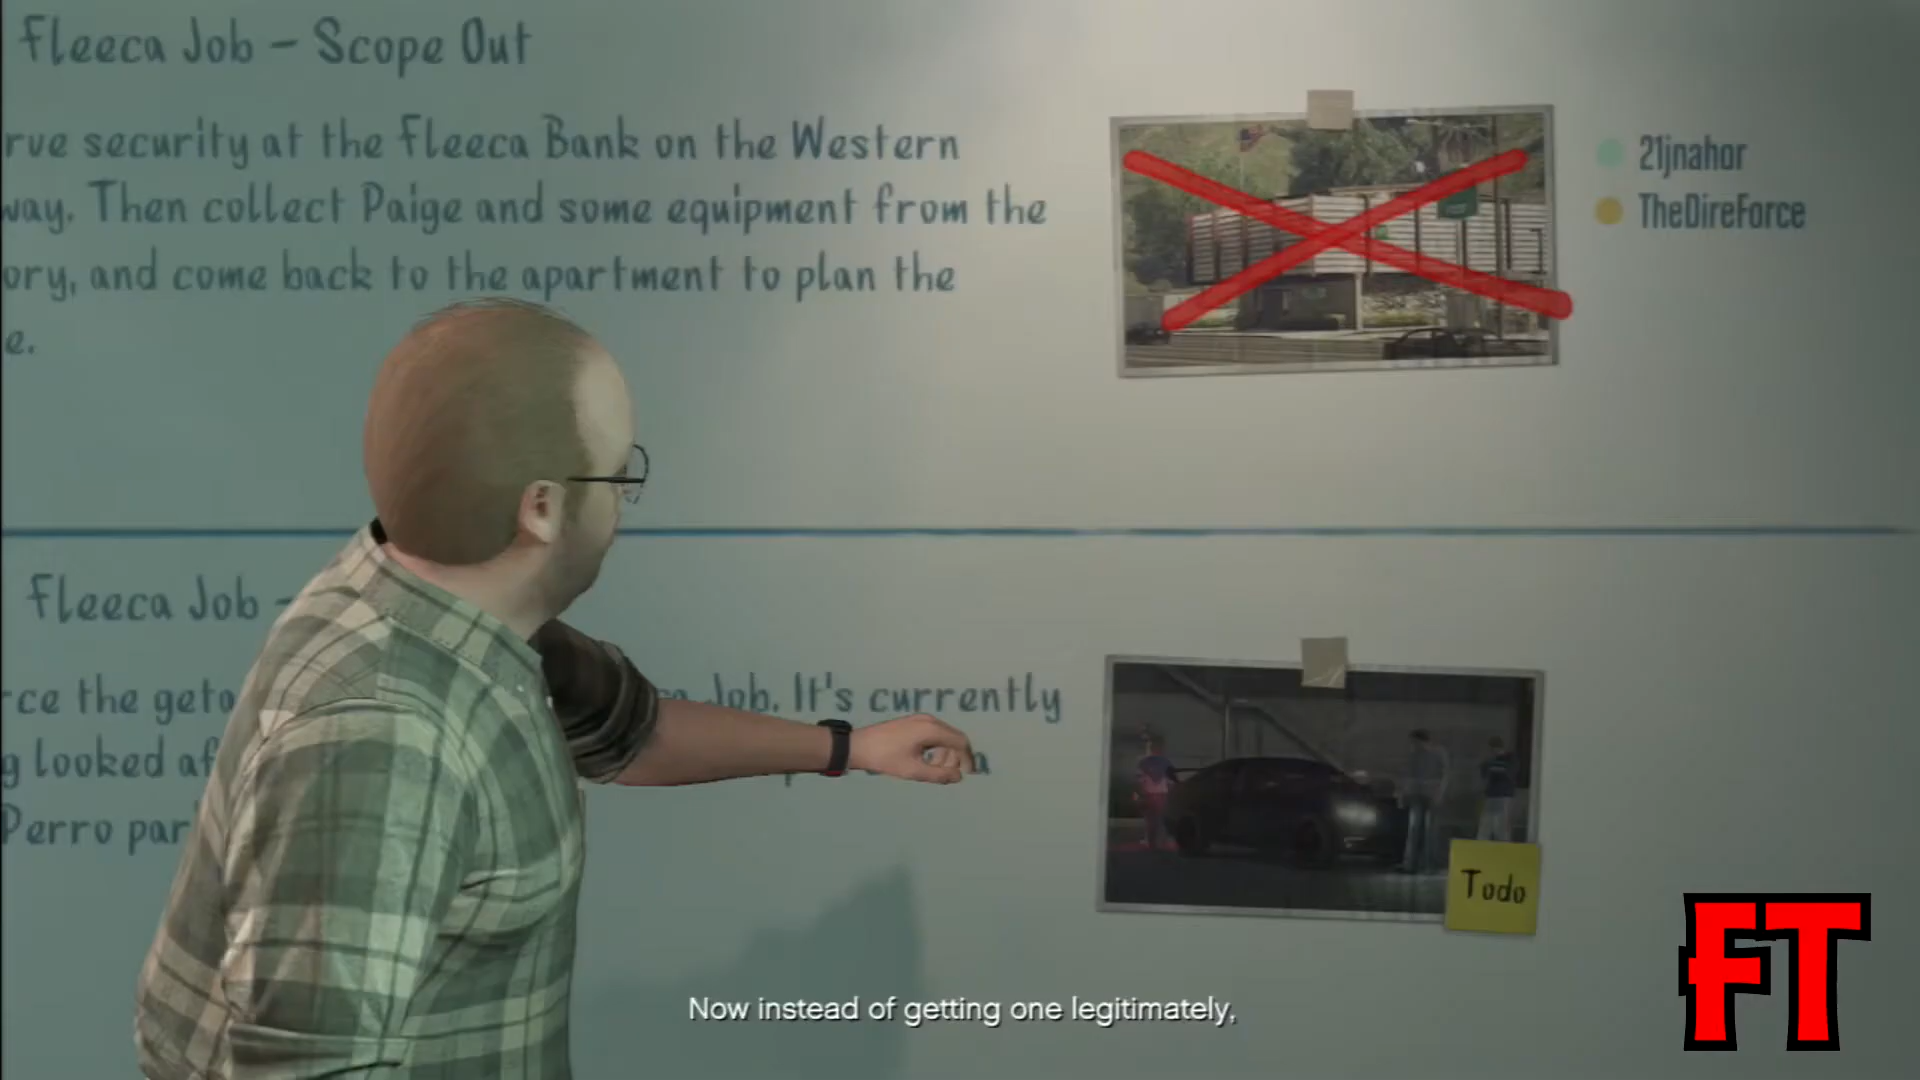 Fleeca Job - Scope Out
rve security at the Fleeca Bank on the Western
way. Then collect Paige and some equipment from the
ory, and come back to the apartment to plan the
e.
21jnahor
TheDireForce
Fleeca Job -
rce the geta Job. It's currently
g looked af a
Perro par
Todo
Now instead of getting one legitimately,
FT